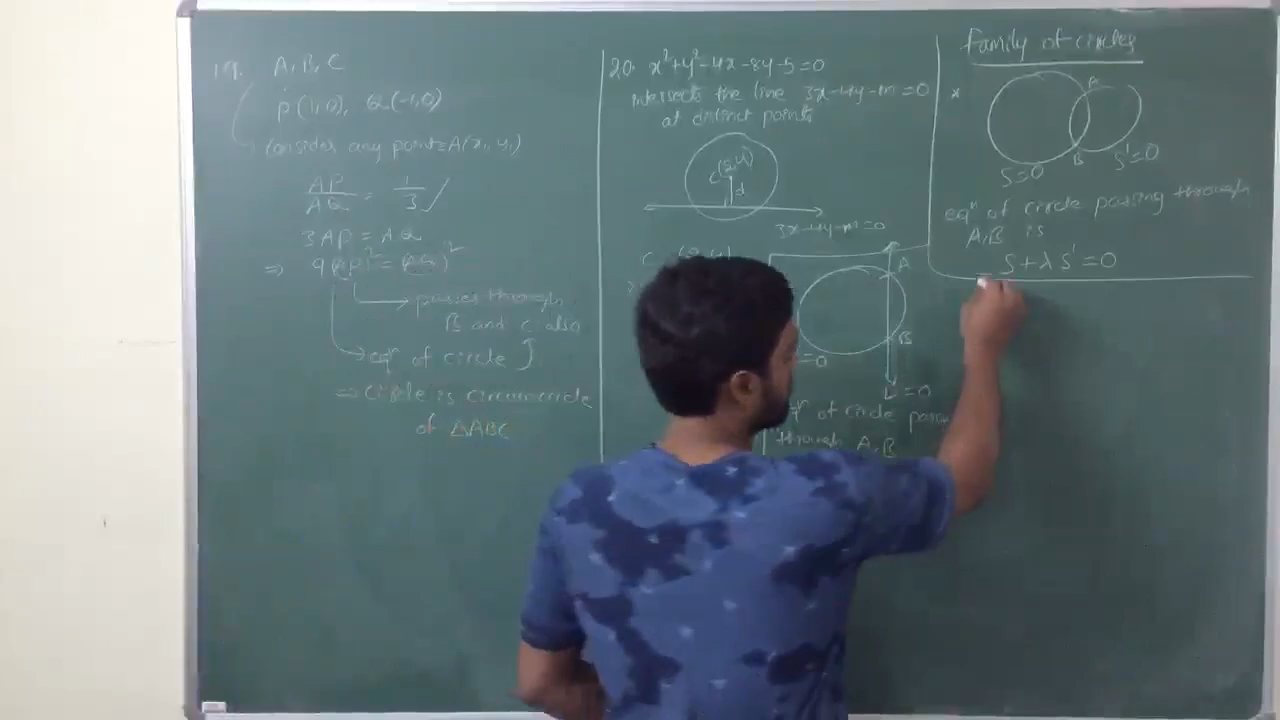 19. A, B, C
P(1,0), Q(-1,0)
consider any point = A(x₁, y₁)
AP/AQ = 1/3
3AP = AQ
⇒ 9(AP)² = (AQ)²
→ passes through
B and C also
→ eqⁿ of circle
⇒ circle is circumcircle
of ΔABC
20. x²+y²-4x-8y-5=0
intersects the line 3x-4y-m=0
at distinct points
C(2,4)
d
3x-4y-m=0
A
B
=0
L=0
eqⁿ of circle pass
through A, B
Family of circles
*
A
B
S=0
S'=0
eqⁿ of circle passing through
A, B is
S+λS'=0